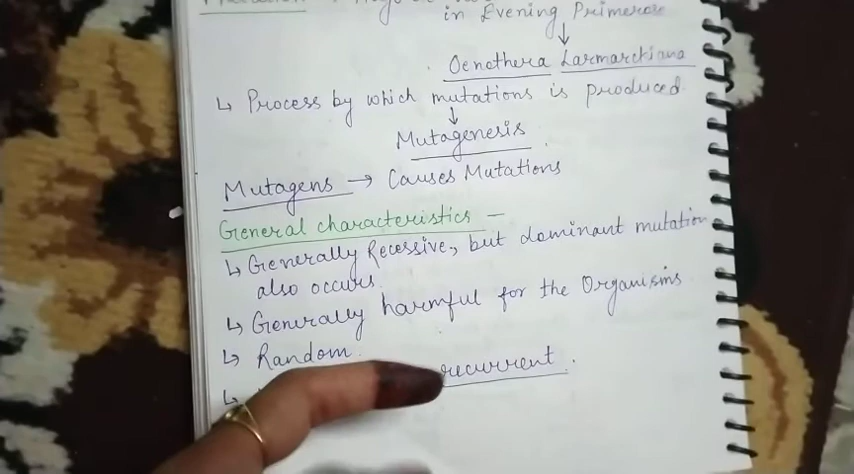 in Evening Primerose
Oenothera Larmarckiana
↳ Process by which mutations is produced
Mutagenesis
Mutagens → Causes Mutations
General characteristics –
↳ Generally Recessive, but dominant mutation
also occurs.
↳ Generally harmful for the Organisms
↳ Random.
↳ recurrent.